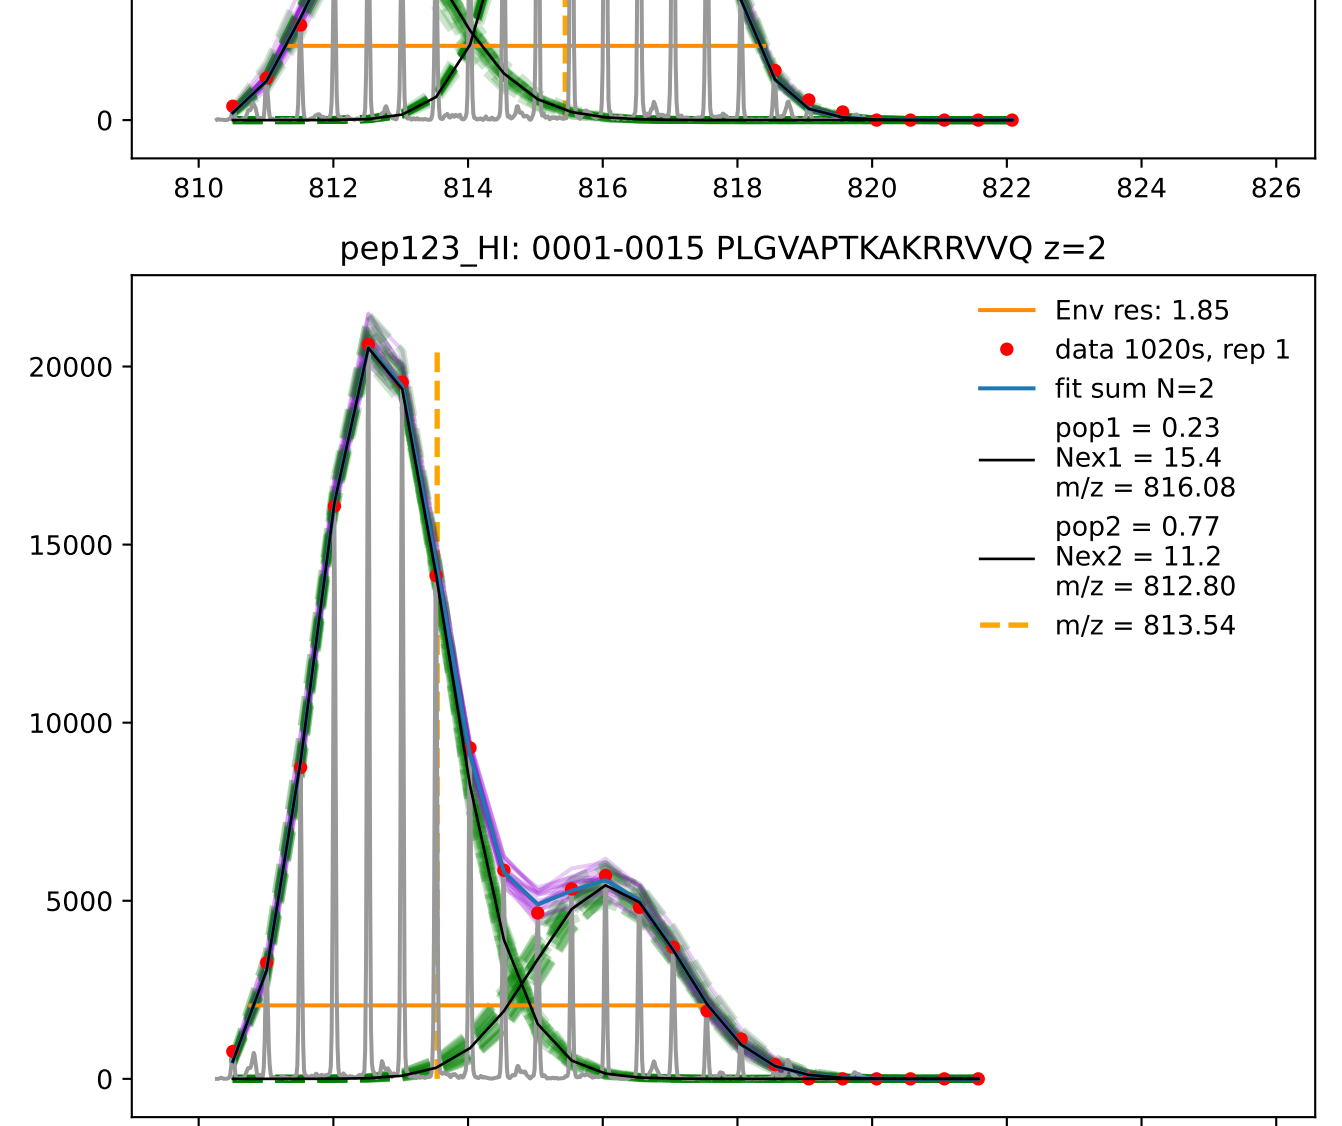 0
810 812 814 816 818 820 822 824 826
pep123_HI: 0001-0015 PLGVAPTKAKRRVVQ z=2
20000
15000
10000
5000
0
Env res: 1.85
data 1020s, rep 1
fit sum N=2
pop1 = 0.23
Nex1 = 15.4
m/z = 816.08
pop2 = 0.77
Nex2 = 11.2
m/z = 812.80
m/z = 813.54